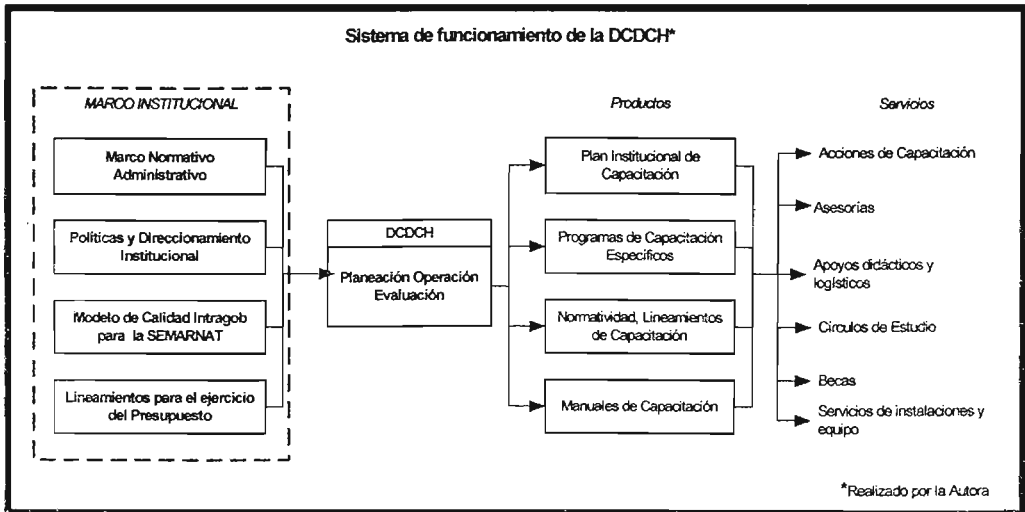 Sistema de funcionamiento de la DCDCH*
MARCO INSTITUCIONAL
Marco Normativo
Administrativo
Políticas y Direccionamiento
Institucional
Modelo de Calidad Intragob
para la SEMARNAT
Lineamientos para el ejercicio
del Presupuesto
DCDCH
Planeación Operación
Evaluación
Productos
Plan Institucional de
Capacitación
Programas de Capacitación
Específicos
Normatividad, Lineamientos
de Capacitación
Manuales de Capacitación
Servicios
Acciones de Capacitación
Asesorías
Apoyos didácticos y
logísticos
Círculos de Estudio
Becas
Servicios de instalaciones y
equipo
*Realizado por la Autora